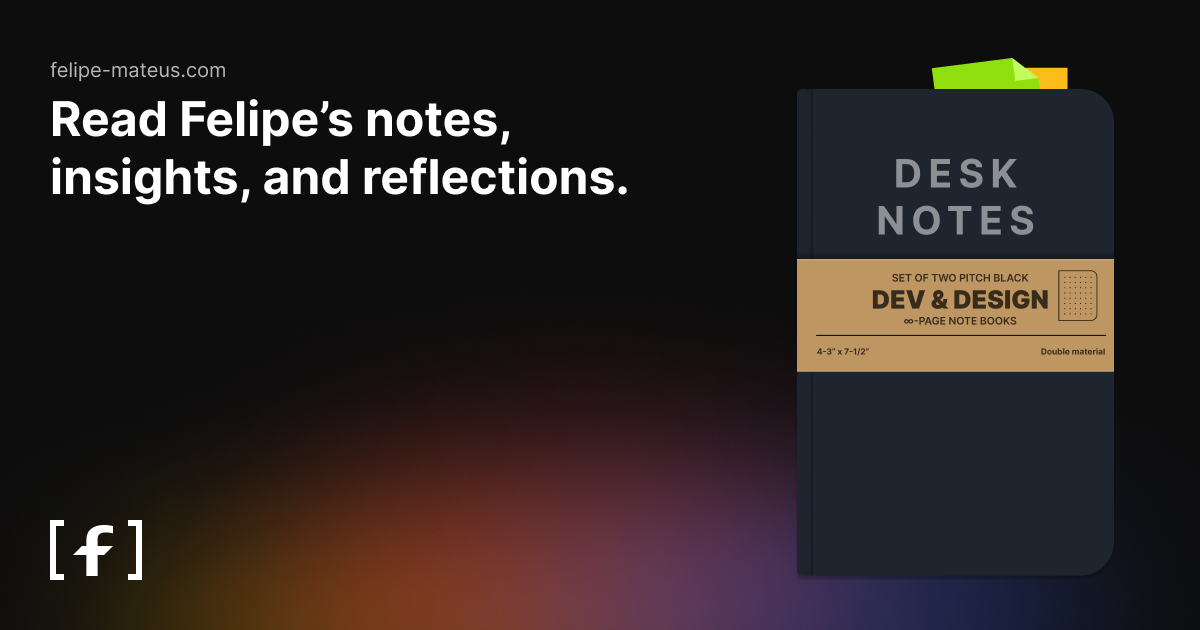 felipe-mateus.com
Read Felipe’s notes,
insights, and reflections.
DESK
NOTES
SET OF TWO PITCH BLACK
DEV & DESIGN
∞-PAGE NOTE BOOKS
4-3” x 7-1/2”
Double material
[f]